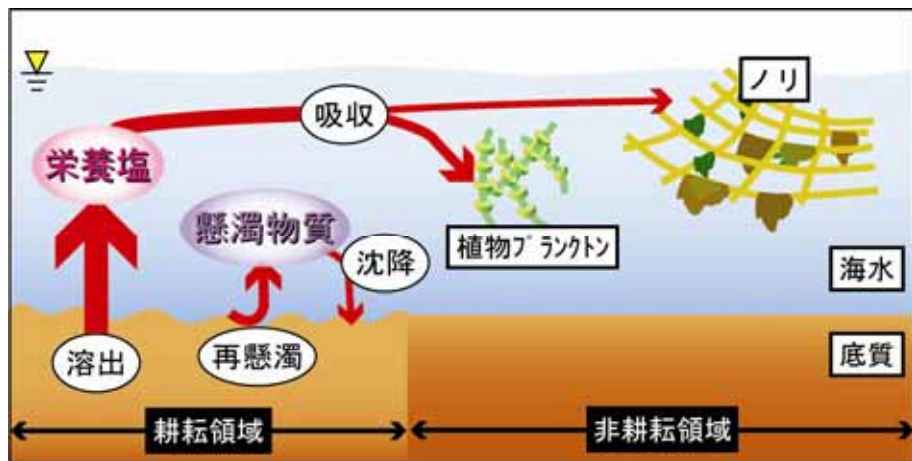 ノリ
吸収
栄養塩
懸濁物質
植物プランクトン
沈降
海水
溶出
再懸濁
底質
耕耘領域
非耕耘領域